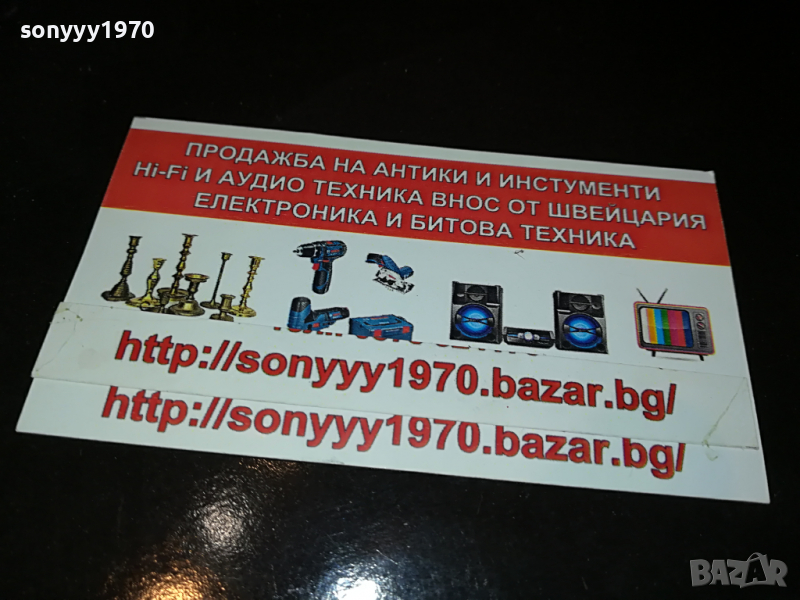 sonyyy1970
ПРОДАЖБА НА АНТИКИ И ИНСТУМЕНТИ
Hi-Fi И АУДИО ТЕХНИКА ВНОС ОТ ШВЕЙЦАРИЯ
ЕЛЕКТРОНИКА И БИТОВА ТЕХНИКА
http://sonyyy1970.bazar.bg/
http://sonyyy1970.bazar.bg/
BAZAR